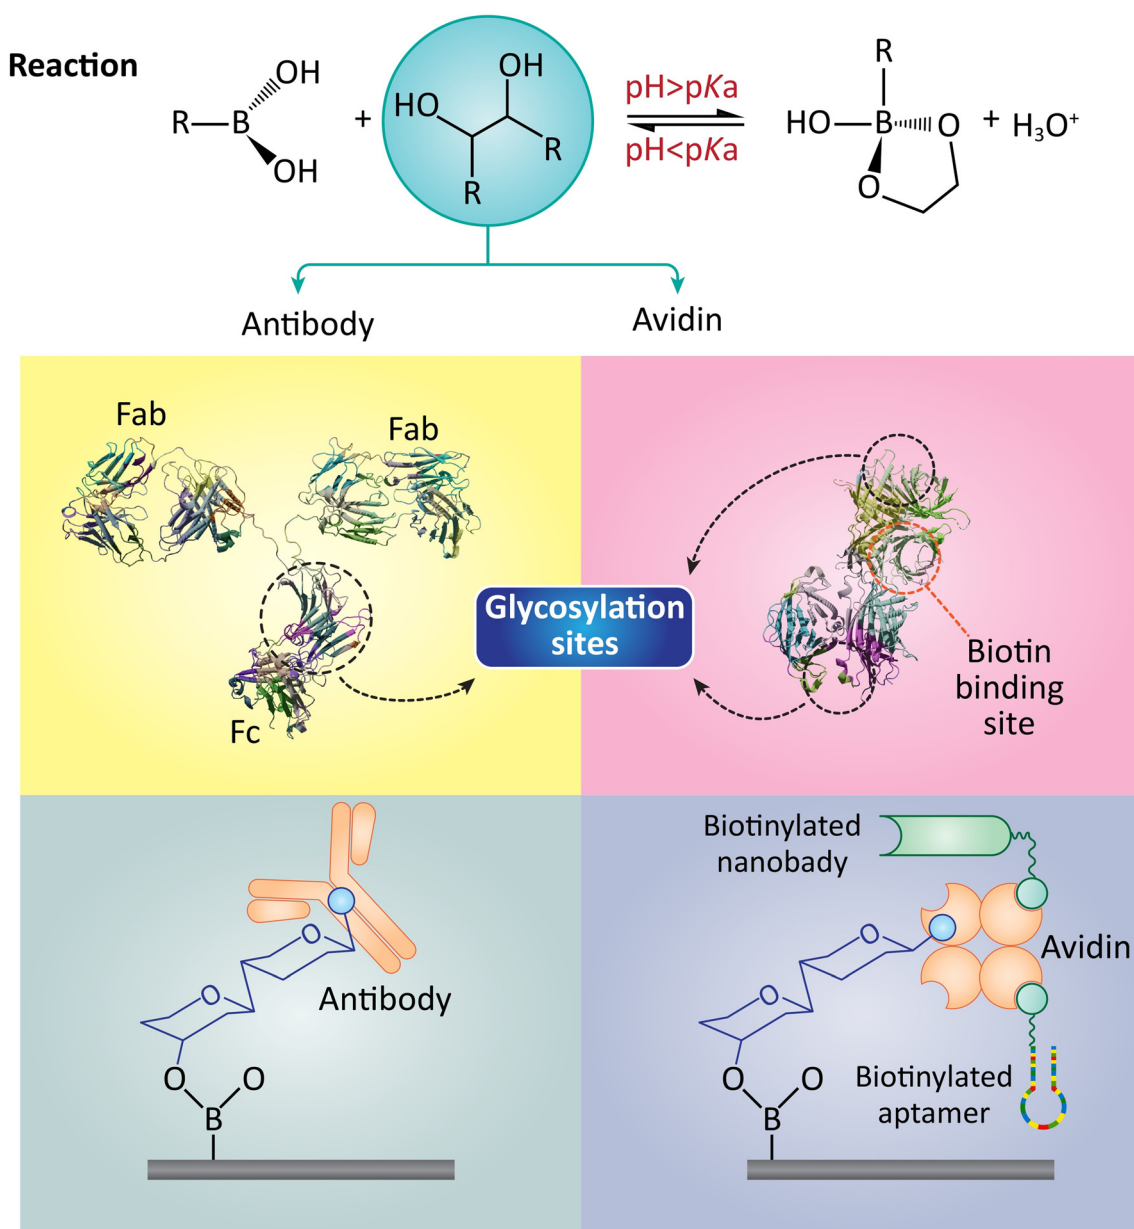 Reaction
R
B
OH
OH
+
HO
OH
R
R
pH>pKa
pH<pKa
R
HO
B
O
O
+ H₃O⁺
Antibody
Avidin
Fab
Fab
Fc
Glycosylation
sites
Biotin
binding
site
O
O
Antibody
O
O
B
Biotinylated
nanobady
O
O
Avidin
Biotinylated
aptamer
O
O
B